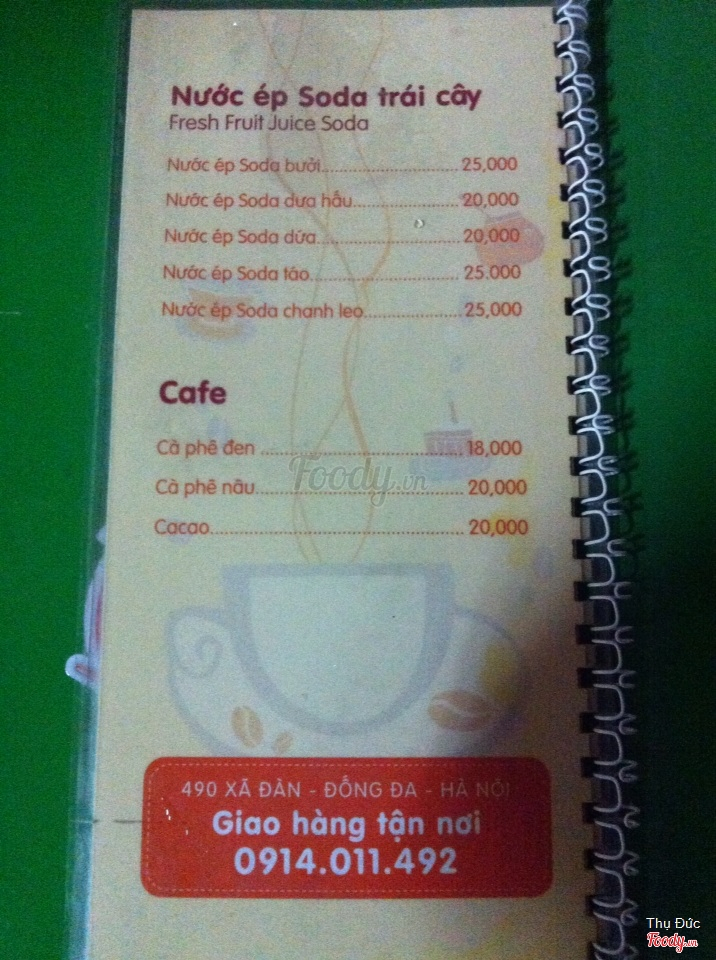 Nước ép Soda trái cây
Fresh Fruit Juice Soda
Nước ép Soda bưởi.......................... 25,000
Nước ép Soda dưa hấu.................... 20,000
Nước ép Soda dứa........................... 20,000
Nước ép Soda táo............................ 25.000
Nước ép Soda chanh leo.................. 25,000
Cafe
Cà phê đen ....................................... 18,000
Cà phê nâu........................................ 20,000
Cacao................................................. 20,000
Foody.vn
490 XÃ ĐÀN - ĐỐNG ĐA - HÀ NỘI
Giao hàng tận nơi
0914.011.492
Thụ Đức
Foody.vn